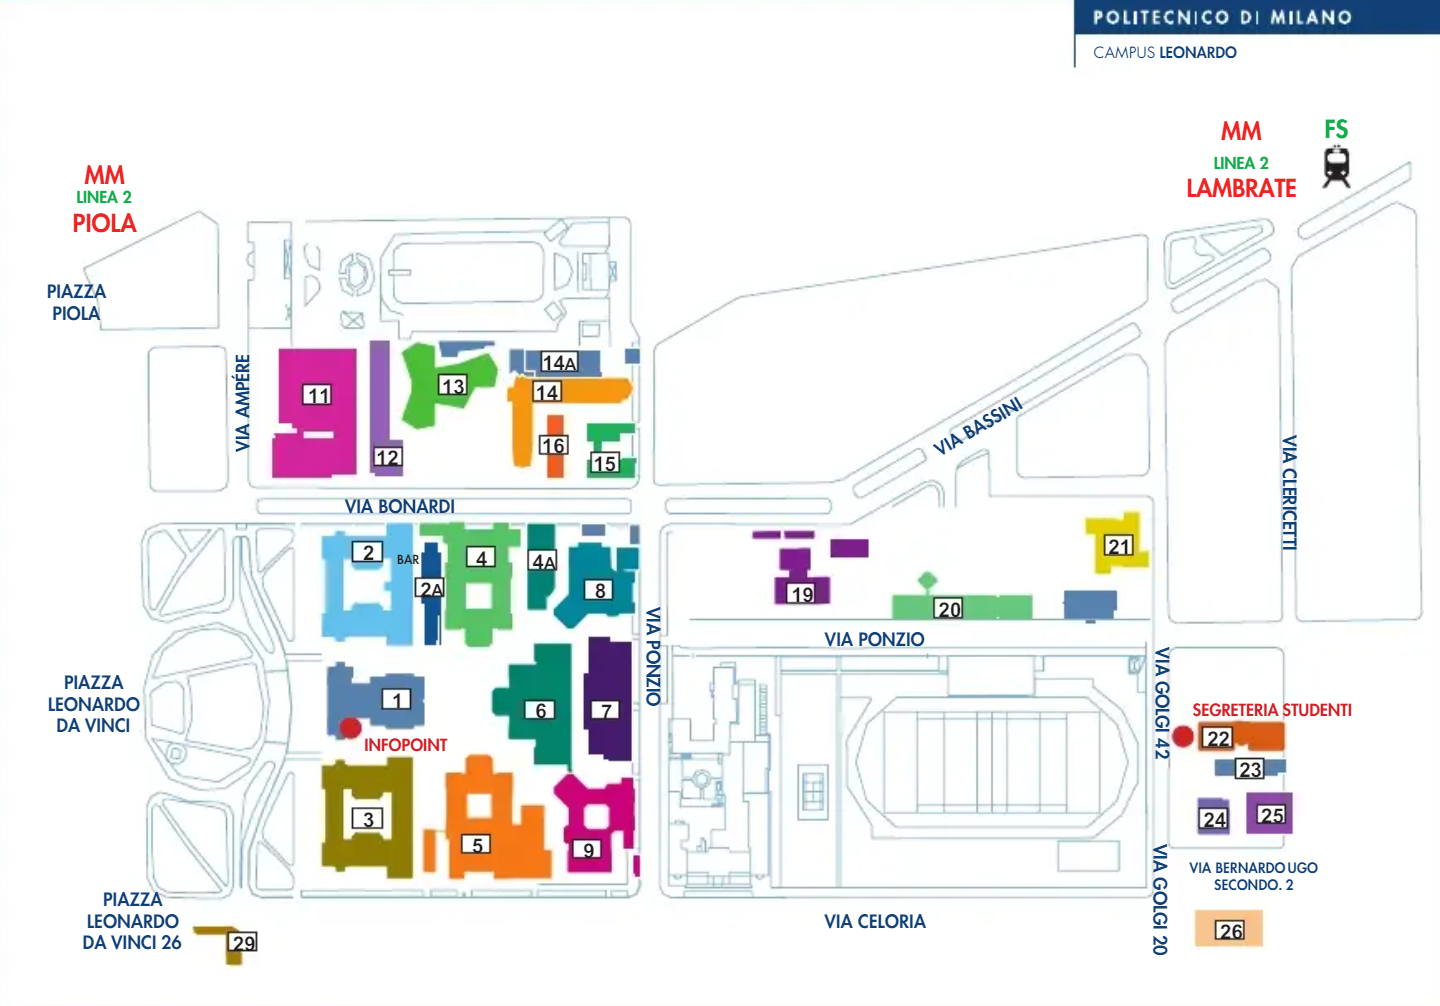 POLITECNICO DI MILANO
CAMPUS LEONARDO
MM
LINEA 2
PIOLA
MM
LINEA 2
LAMBRATE
FS
PIAZZA
PIOLA
VIA AMPÉRE
11
12
13
14A
14
16
15
VIA BASSINI
VIA CLERICETTI
VIA BONARDI
2
BAR
2A
4
4A
8
19
20
21
VIA PONZIO
VIA PONZIO
PIAZZA
LEONARDO
DA VINCI
1
INFOPOINT
6
7
VIA GOLGI 42
SEGRETERIA STUDENTI
22
23
24
25
3
5
9
VIA BERNARDO UGO
SECONDO. 2
VIA GOLGI 20
26
PIAZZA
LEONARDO
DA VINCI 26
29
VIA CELORIA